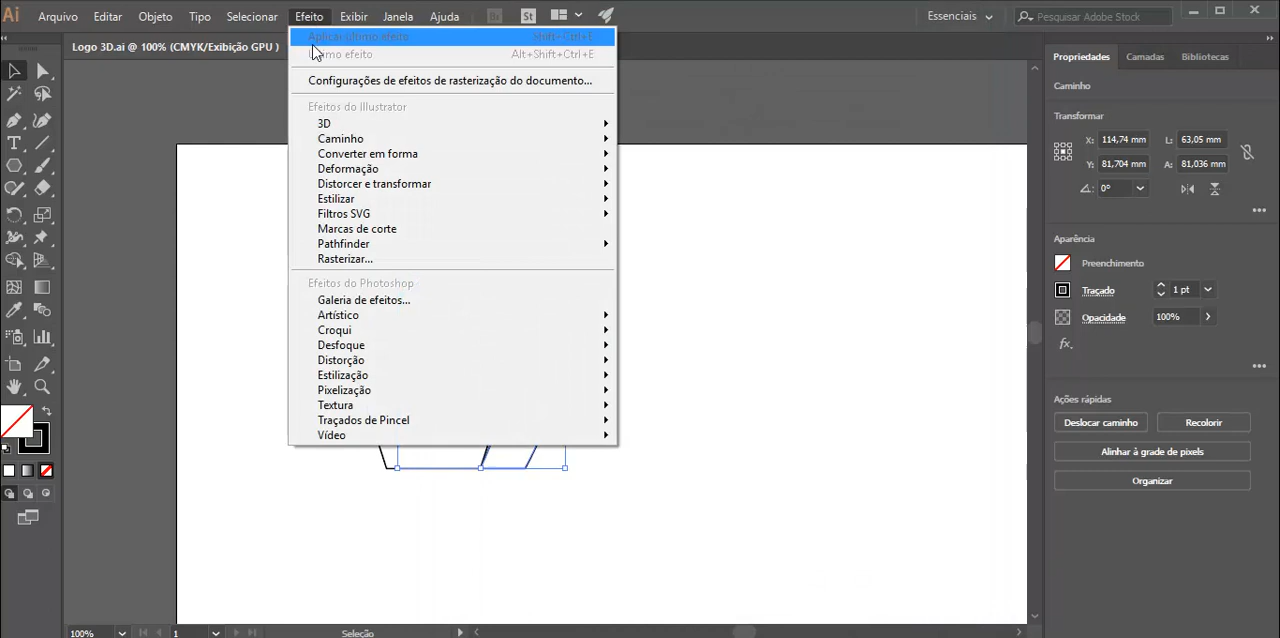 Ai Arquivo Editar Objeto Tipo Selecionar Efeito Exibir Janela Ajuda Br St Essenciais Pesquisar Adobe Stock
Logo 3D.ai @ 100% (CMYK/Exibição GPU )
Aplicar último efeito Shift+Ctrl+E
Último efeito Alt+Shift+Ctrl+E
Configurações de efeitos de rasterização do documento...
Efeitos do Illustrator
3D
Caminho
Converter em forma
Deformação
Distorcer e transformar
Estilizar
Filtros SVG
Marcas de corte
Pathfinder
Rasterizar...
Efeitos do Photoshop
Galeria de efeitos...
Artístico
Croqui
Desfoque
Distorção
Estilização
Pixelização
Textura
Traçados de Pincel
Vídeo
Propriedades Camadas Bibliotecas
Caminho
Transformar
X: 114,74 mm L: 63,05 mm
Y: 81,704 mm A: 81,036 mm
0°
Aparência
Preenchimento
Traçado 1 pt
Opacidade 100%
fx.
Ações rápidas
Deslocar caminho Recolorir
Alinhar à grade de pixels
Organizar
100% 1 Seleção